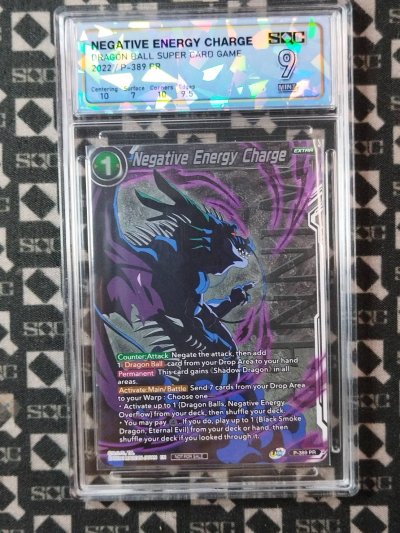 NEGATIVE ENERGY CHARGE
DRAGON BALL SUPER CARD GAME
2022 / P-389 PR
Centering Surface Corners Edges
10 7 10 9.5
SGC
9
MINT
1
Negative Energy Charge
EXTRA
Counter:Attack Negate the attack, then add
1 Dragon Ball card from your Drop Area to your hand
Permanent This card gains 《Shadow Dragon》 in all
areas.
Activate:Main/Battle Send 7 cards from your Drop Area
to your Warp : Choose one—
• Activate up to 1 {Dragon Balls, Negative Energy
Overflow} from your deck, then shuffle your deck.
• You may pay. If you do, play up to 1 {Black Smoke
Dragon, Eternal Evil} from your deck or hand, then
shuffle your deck if you looked through it.
NOT FOR SALE
P-389 PR